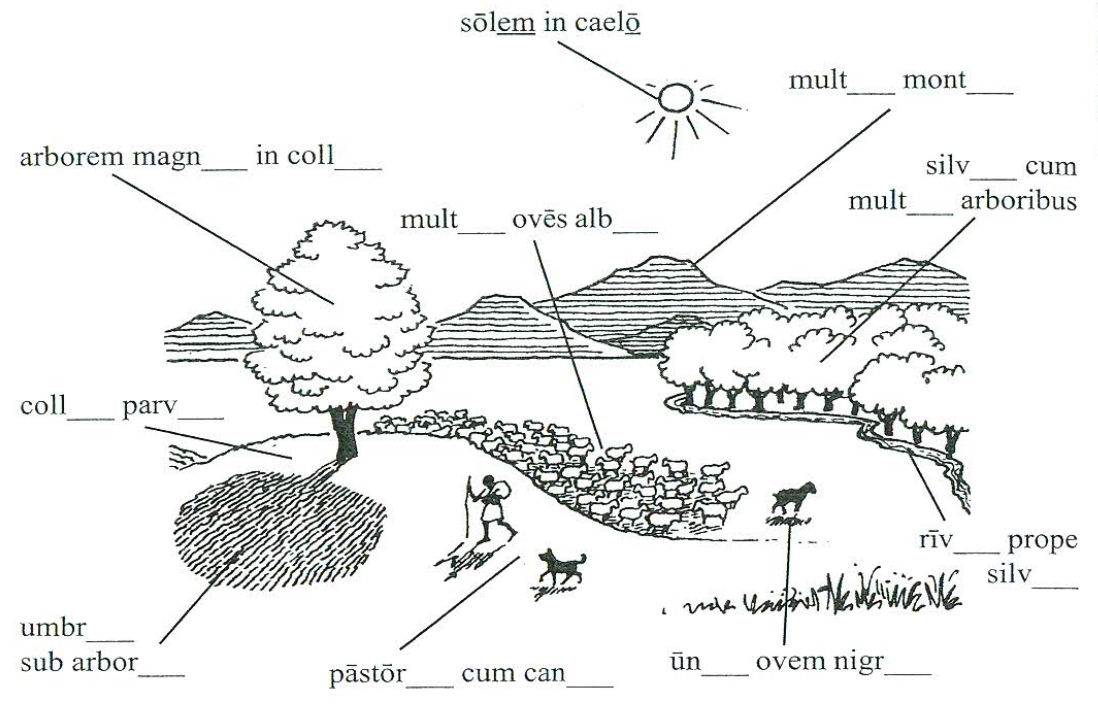 sōlem in caelō
mult___ mont___
arborem magn___ in coll___
silv___ cum
mult___ arboribus
mult___ ovēs alb___
coll___ parv___
rīv___ prope
silv___
umbr___
sub arbor___
pāstōr___ cum can___
ūn___ ovem nigr___